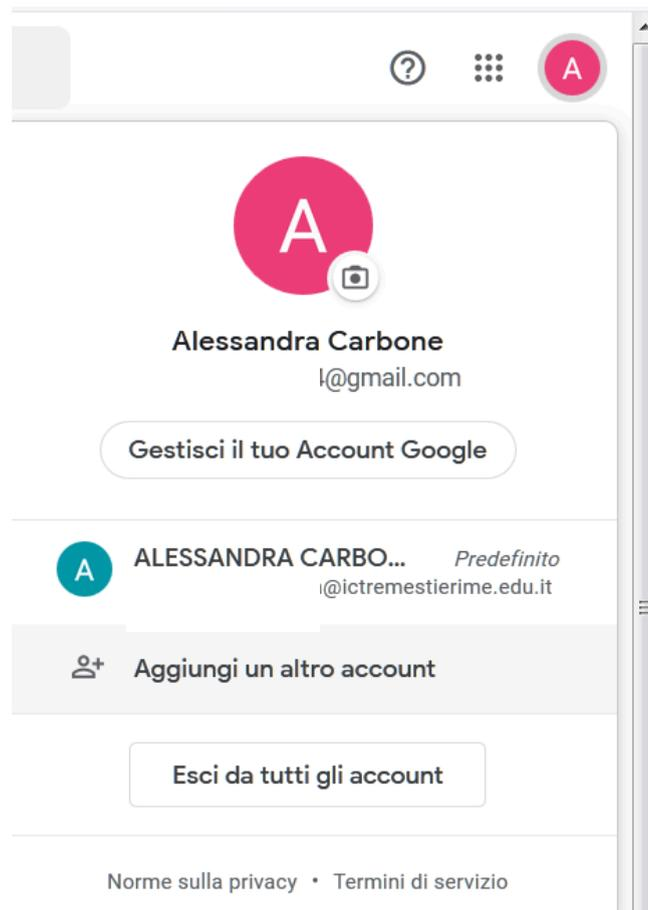 A
A
Alessandra Carbone
4@gmail.com
Gestisci il tuo Account Google
A
ALESSANDRA CARBO... Predefinito
@ictremestierime.edu.it
Aggiungi un altro account
Esci da tutti gli account
Norme sulla privacy • Termini di servizio